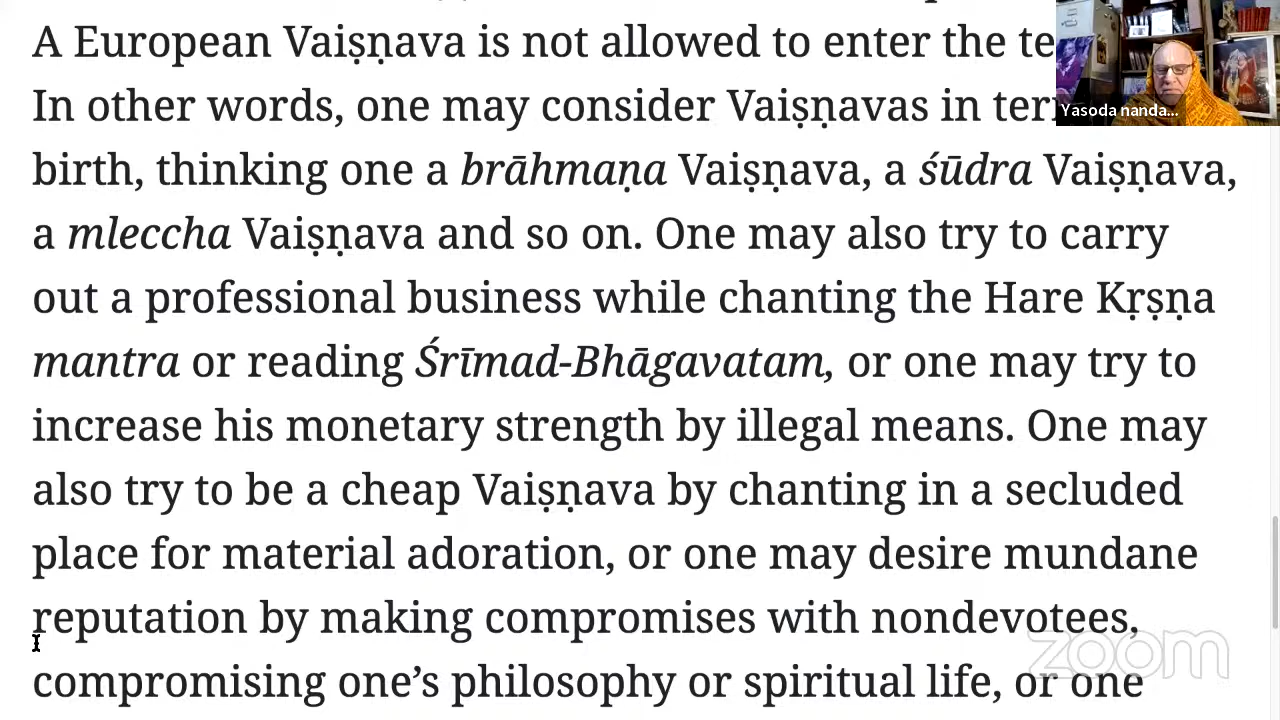 A European Vaiṣṇava is not allowed to enter the
In other words, one may consider Vaiṣṇavas in
birth, thinking one a brāhmaṇa Vaiṣṇava, a śūdra Vaiṣṇava,
a mleccha Vaiṣṇava and so on. One may also try to carry
out a professional business while chanting the Hare Kṛṣṇa
mantra or reading Śrīmad-Bhāgavatam, or one may try to
increase his monetary strength by illegal means. One may
also try to be a cheap Vaiṣṇava by chanting in a secluded
place for material adoration, or one may desire mundane
reputation by making compromises with nondevotees,
compromising one’s philosophy or spiritual life, or one
Yasoda nanda...
zoom